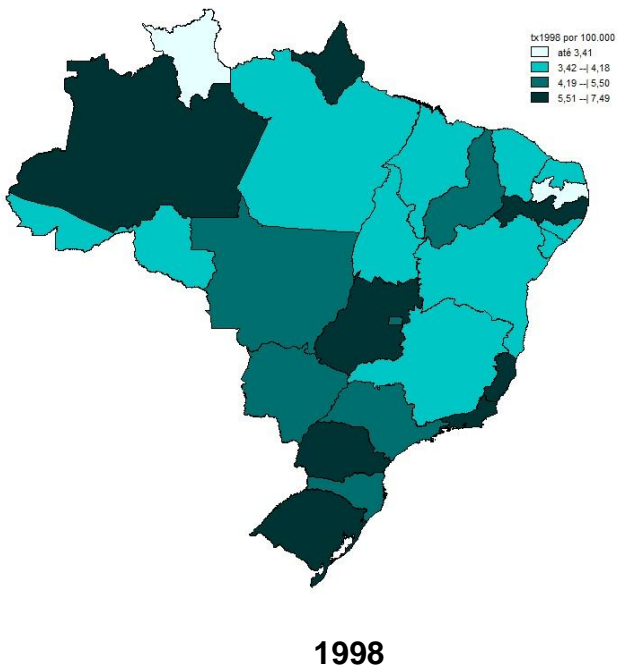 tx1998 por 100.000
até 3,41
3,42 --| 4,18
4,19 --| 5,50
5,51 --| 7,49
1998